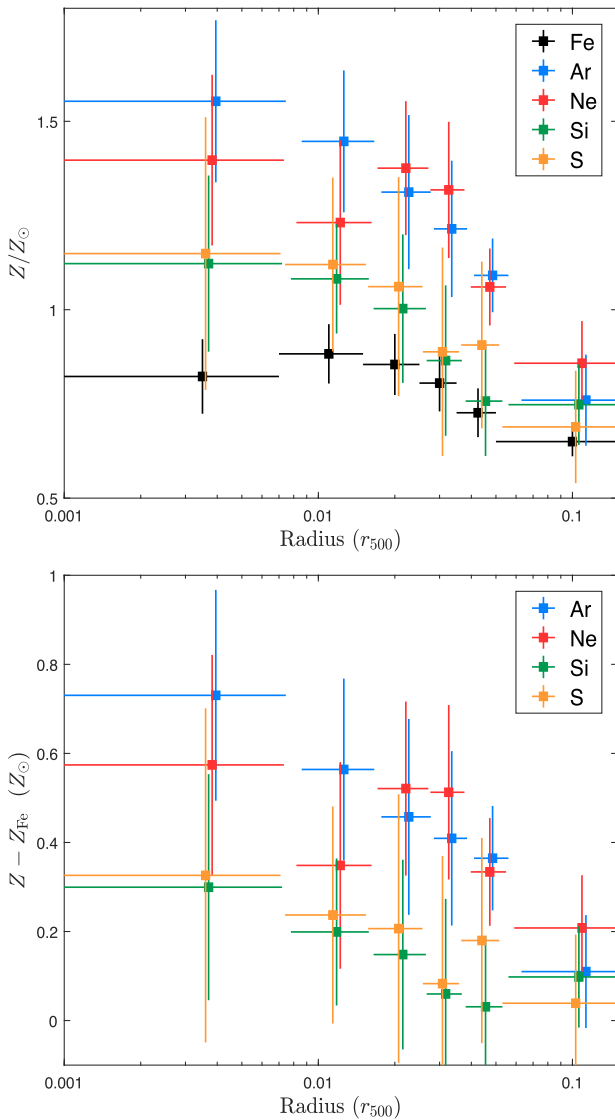 Fe
Ar
Ne
Si
S
1.5
1
0.5
Z/Z⊙
0.001
0.01
0.1
Radius (r500)
Ar
Ne
Si
S
1
0.8
0.6
0.4
0.2
0
Z − ZFe (Z⊙)
0.001
0.01
0.1
Radius (r500)